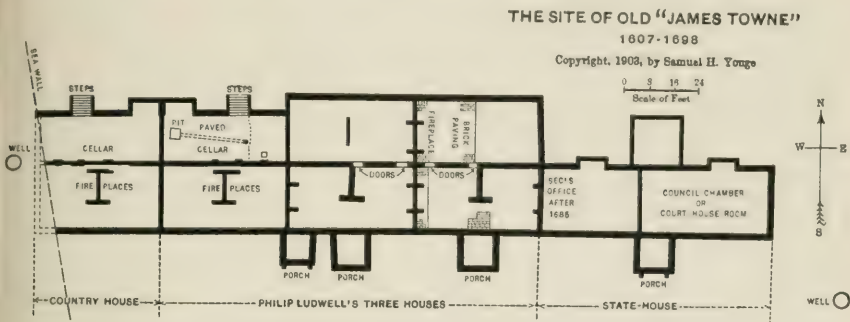 THE SITE OF OLD "JAMES TOWNE"
1607-1698
Copyright, 1903, by Samuel H. Yonge
0 8 16 24
Scale of Feet
N
W E
S
SEA WALL
STEPS
STEPS
WELL
PIT
PAVED
CELLAR
CELLAR
FIREPLACE
BRICK PAVING
DOORS
DOORS
FIRE PLACES
FIRE PLACES
SEC'S
OFFICE
AFTER
1688
COUNCIL CHAMBER
OR
COURT HOUSE ROOM
PORCH
PORCH
PORCH
PORCH
COUNTRY HOUSE
PHILIP LUDWELL'S THREE HOUSES
STATE-HOUSE
WELL